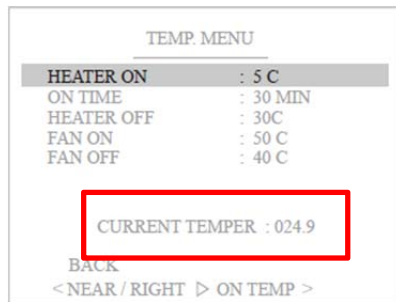 TEMP. MENU
HEATER ON : 5 C
ON TIME : 30 MIN
HEATER OFF : 30C
FAN ON : 50 C
FAN OFF : 40 C
CURRENT TEMPER : 024.9
BACK
< NEAR / RIGHT ▷ ON TEMP >